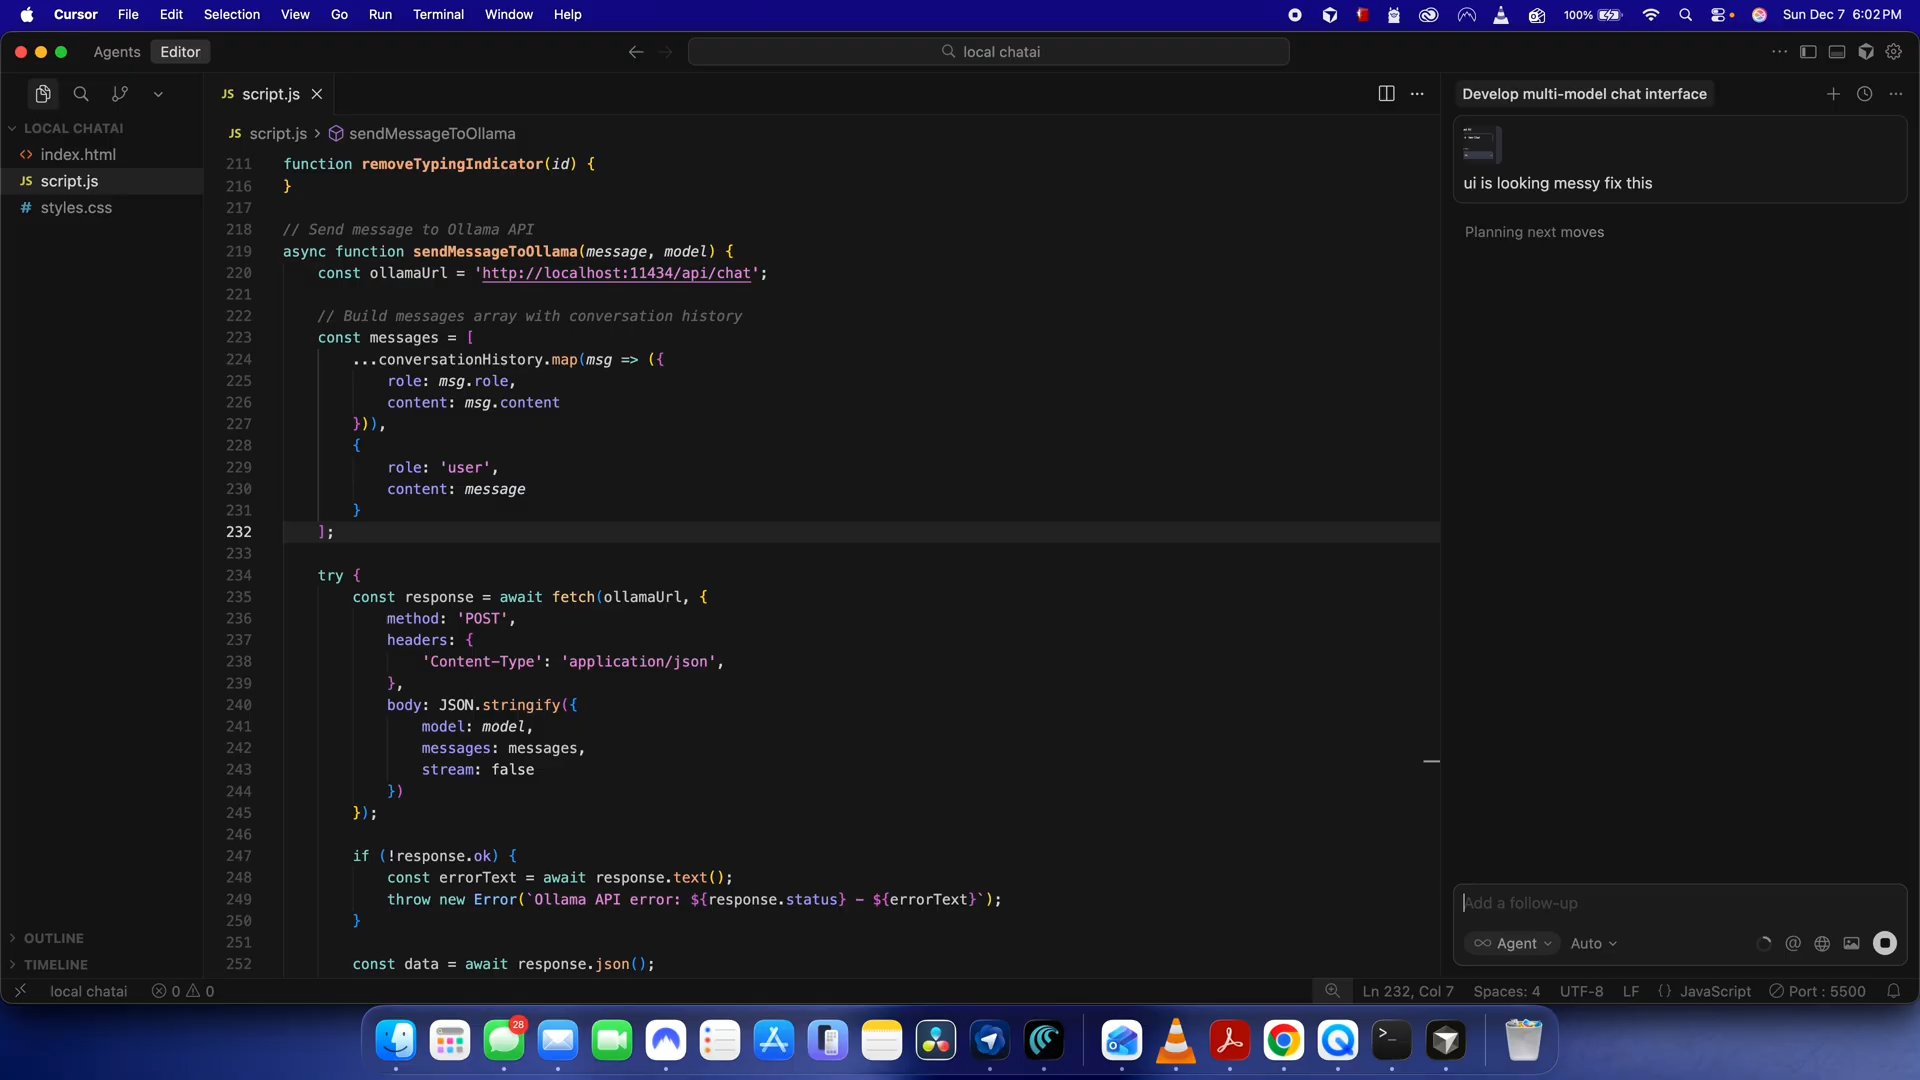 Cursor File Edit Selection View Go Run Terminal Window Help
100% Sun Dec 7 6:02 PM
Agents Editor
local chatai
JS script.js
Develop multi-model chat interface
LOCAL CHATAI
<> index.html
JS script.js
# styles.css
OUTLINE
TIMELINE
JS script.js > sendMessageToOllama
211 function removeTypingIndicator(id) {
216 }
217
218 // Send message to Ollama API
219 async function sendMessageToOllama(message, model) {
220 const ollamaUrl = 'http://localhost:11434/api/chat';
221
222 // Build messages array with conversation history
223 const messages = [
224 ...conversationHistory.map(msg => ({
225 role: msg.role,
226 content: msg.content
227 })),
228 {
229 role: 'user',
230 content: message
231 }
232 ];
233
234 try {
235 const response = await fetch(ollamaUrl, {
236 method: 'POST',
237 headers: {
238 'Content-Type': 'application/json',
239 },
240 body: JSON.stringify({
241 model: model,
242 messages: messages,
243 stream: false
244 })
245 });
246
247 if (!response.ok) {
248 const errorText = await response.text();
249 throw new Error(`Ollama API error: ${response.status} - ${errorText}`);
250 }
251
252 const data = await response.json();
ui is looking messy fix this
Planning next moves
Add a follow-up
∞ Agent Auto
@
local chatai 0 0
Ln 232, Col 7 Spaces: 4 UTF-8 LF {} JavaScript Port : 5500
28